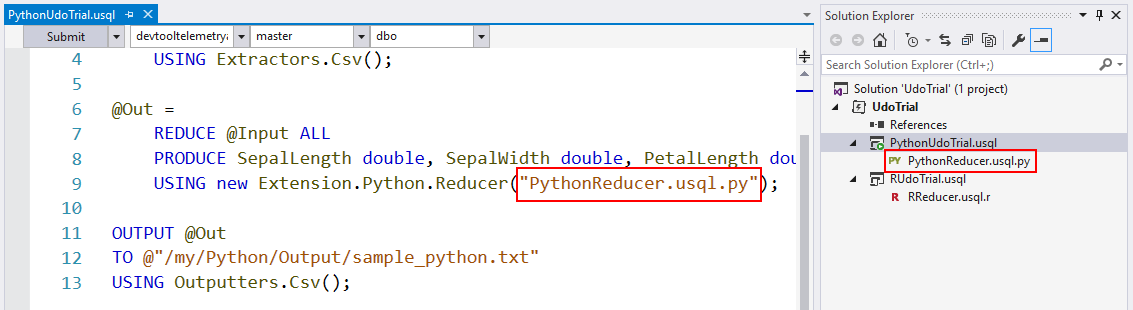 PythonUdoTrial.usql
Submit devtooltelemetrya master dbo
4 USING Extractors.Csv();
5
6 @Out =
7 REDUCE @Input ALL
8 PRODUCE SepalLength double, SepalWidth double, PetalLength dou
9 USING new Extension.Python.Reducer("PythonReducer.usql.py");
10
11 OUTPUT @Out
12 TO @"/my/Python/Output/sample_python.txt"
13 USING Outputters.Csv();
Solution Explorer
Search Solution Explorer (Ctrl+;)
Solution 'UdoTrial' (1 project)
UdoTrial
References
PythonUdoTrial.usql
PY PythonReducer.usql.py
RUdoTrial.usql
R RReducer.usql.r